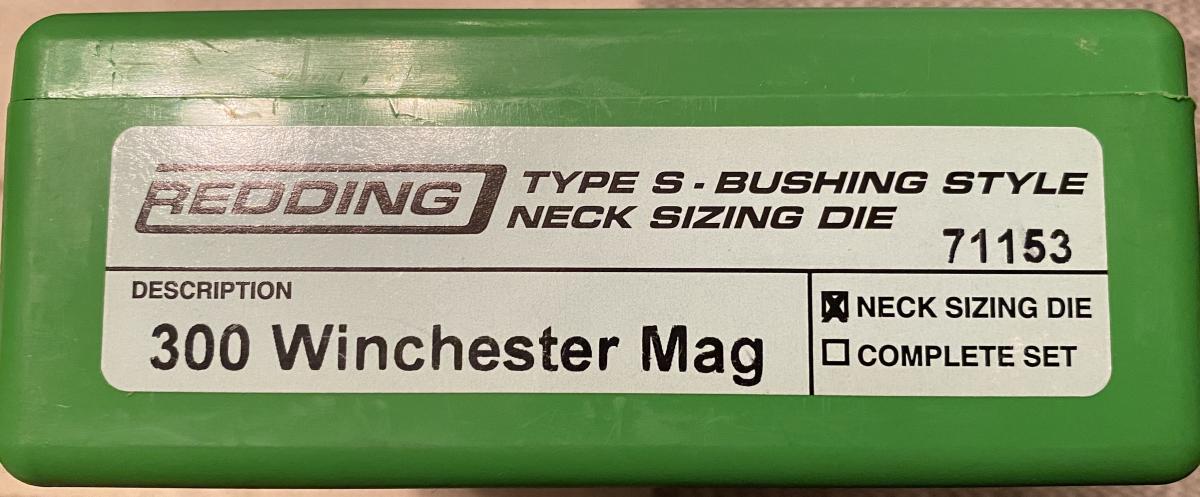 REDDING TYPE S - BUSHING STYLE
NECK SIZING DIE
71153
DESCRIPTION
300 Winchester Mag
NECK SIZING DIE
COMPLETE SET